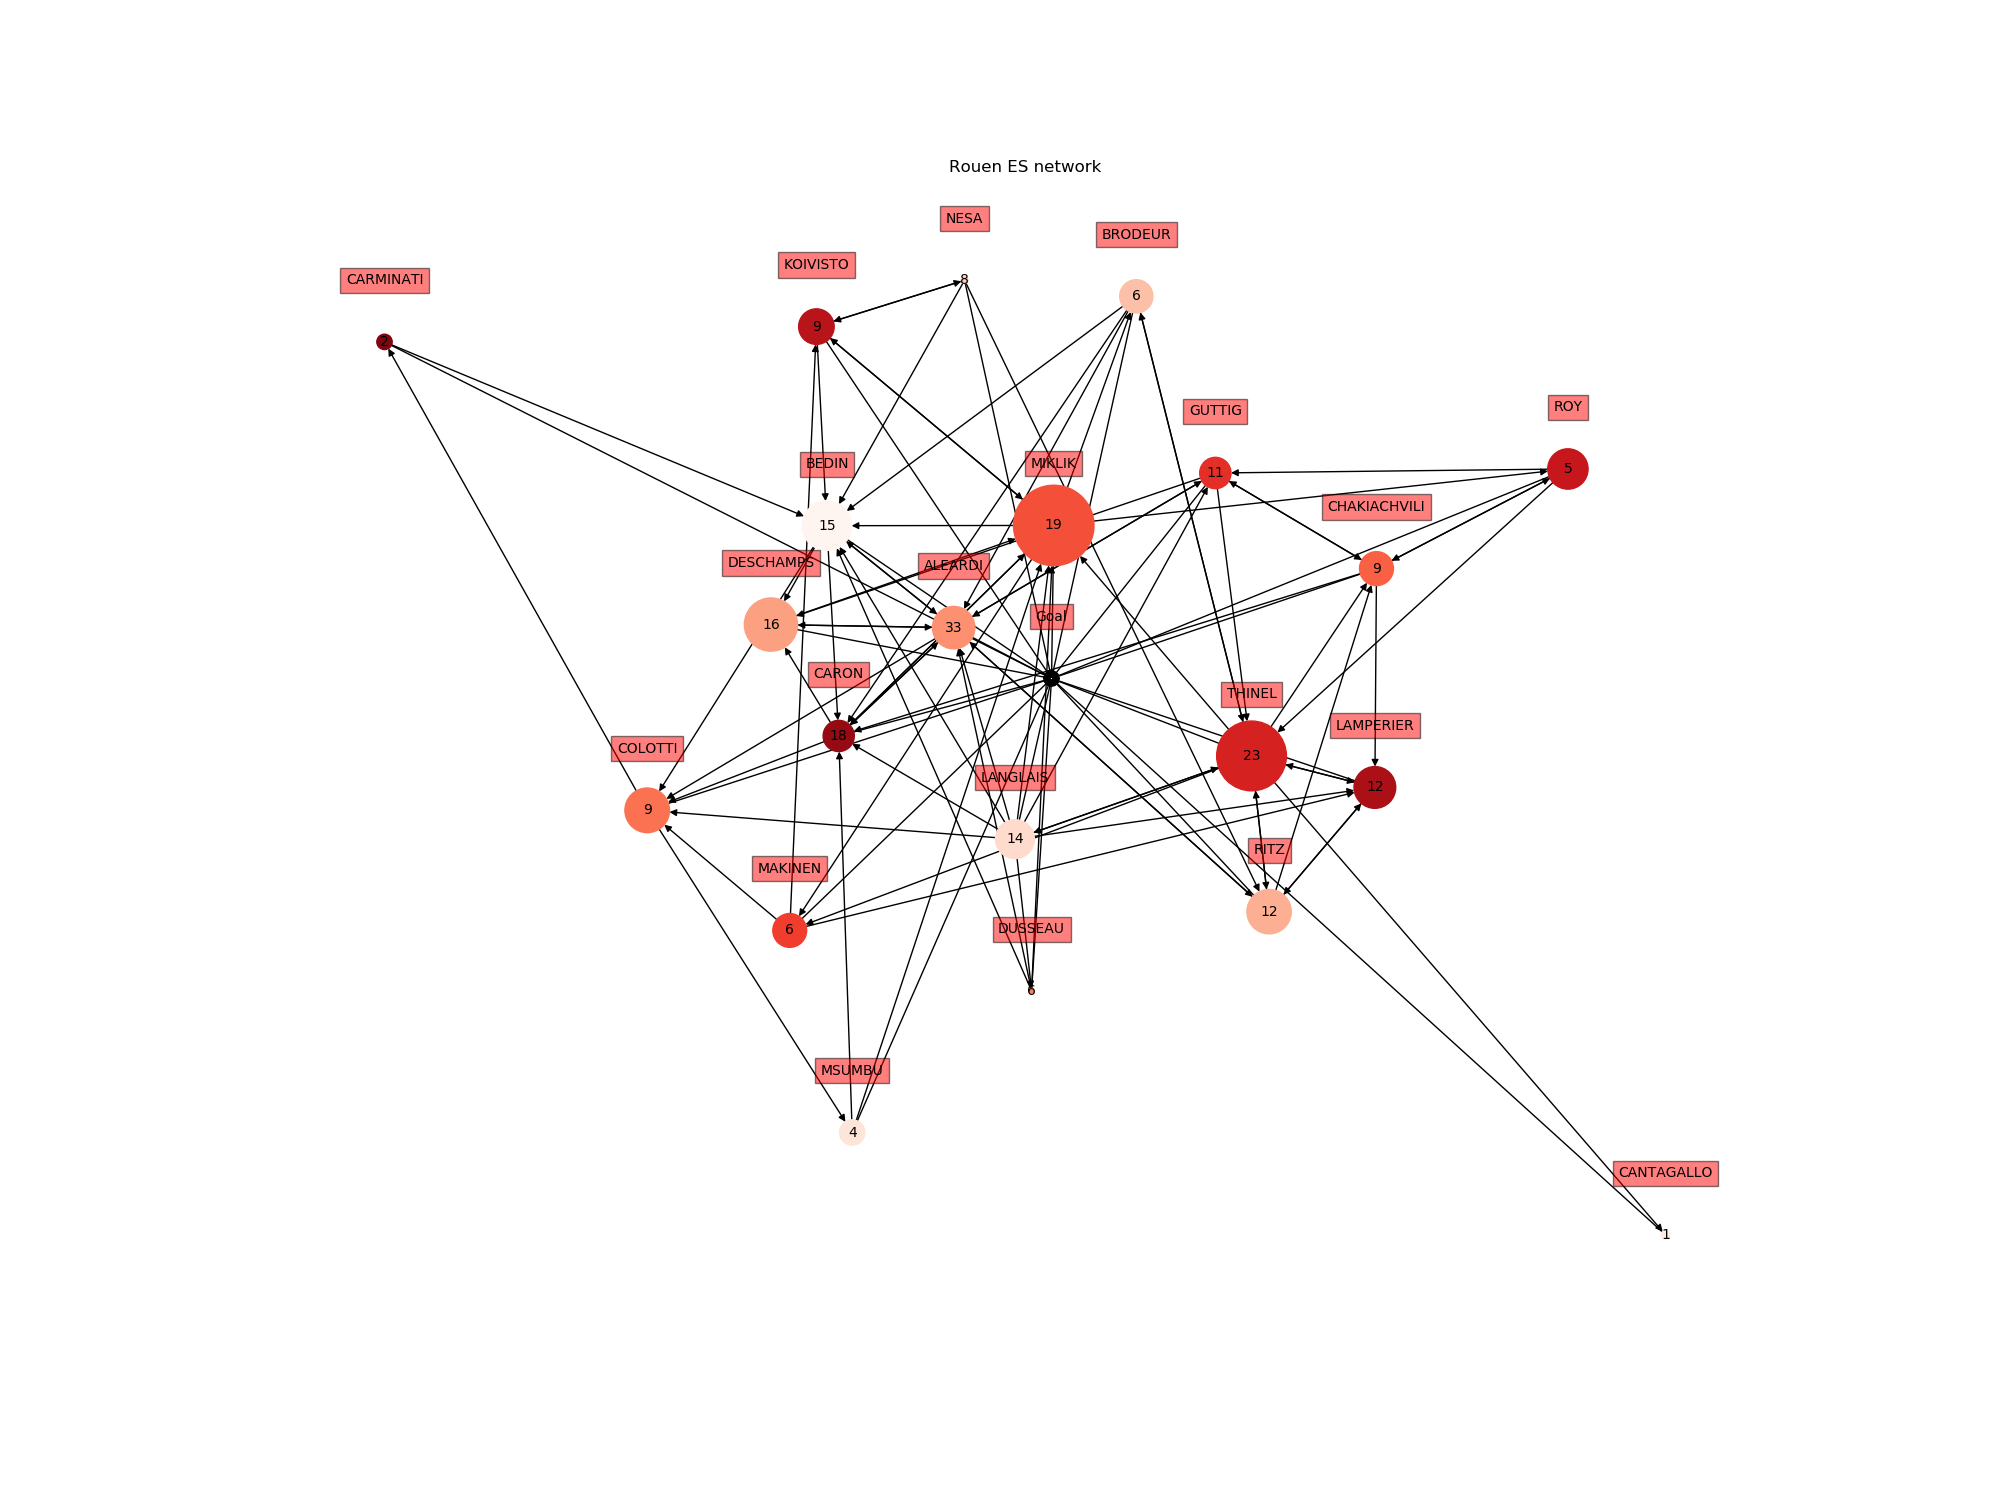 Rouen ES network
NESA
BRODEUR
KOIVISTO
CARMINATI
8
6
9
2
ROY
GUTTIG
BEDIN
MIKLIK
5
11
CHAKIACHVILI
15
19
DESCHAMPS
ALEARDI
9
Goal
16
33
CARON
THINEL
LAMPERIER
18
COLOTTI
23
LANGLAIS
12
9
14
RITZ
MAKINEN
12
6
DUSSEAU
6
MSUMBU
4
CANTAGALLO
1